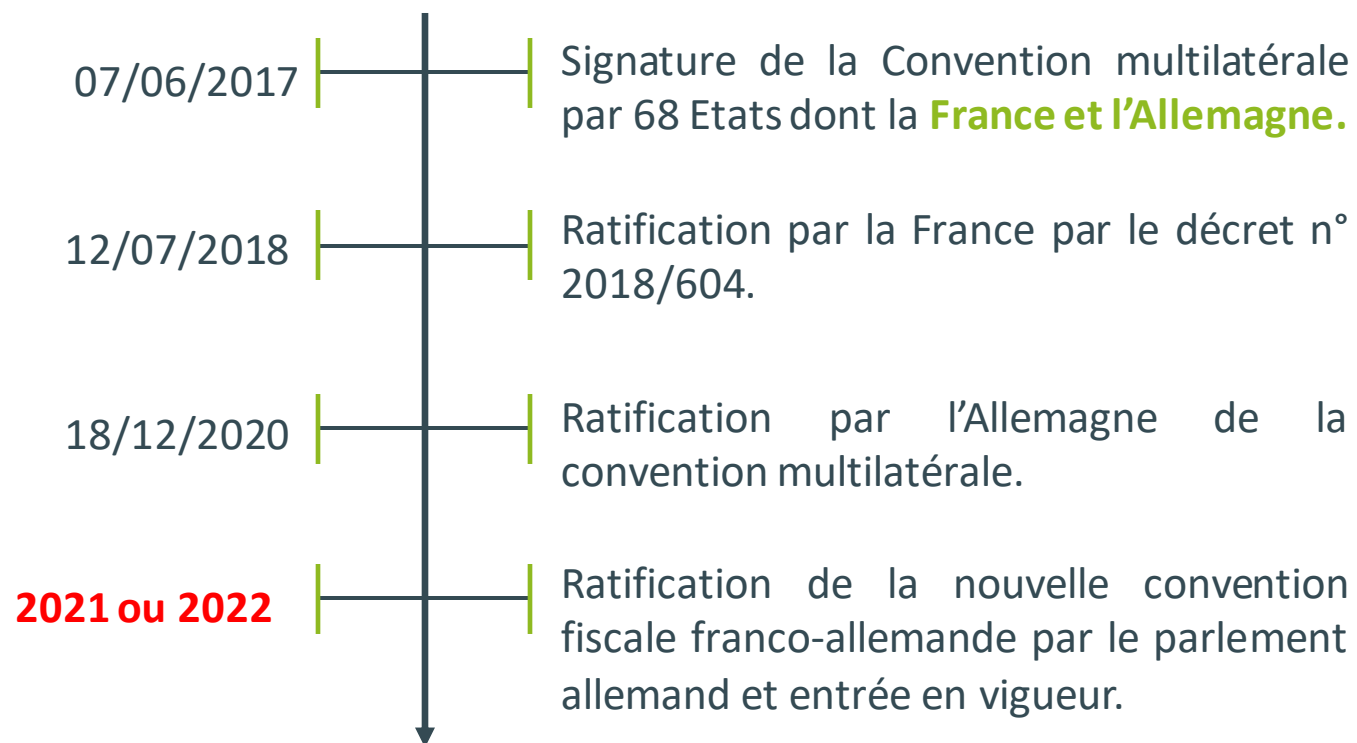 07/06/2017
Signature de la Convention multilatérale
par 68 Etats dont la France et l’Allemagne.
12/07/2018
Ratification par la France par le décret n°
2018/604.
18/12/2020
Ratification par l’Allemagne de la
convention multilatérale.
2021 ou 2022
Ratification de la nouvelle convention
fiscale franco-allemande par le parlement
allemand et entrée en vigueur.